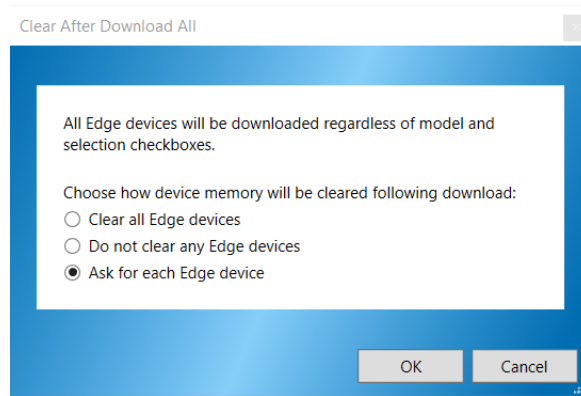 Clear After Download All
All Edge devices will be downloaded regardless of model and
selection checkboxes.
Choose how device memory will be cleared following download:
Clear all Edge devices
Do not clear any Edge devices
Ask for each Edge device
OK
Cancel